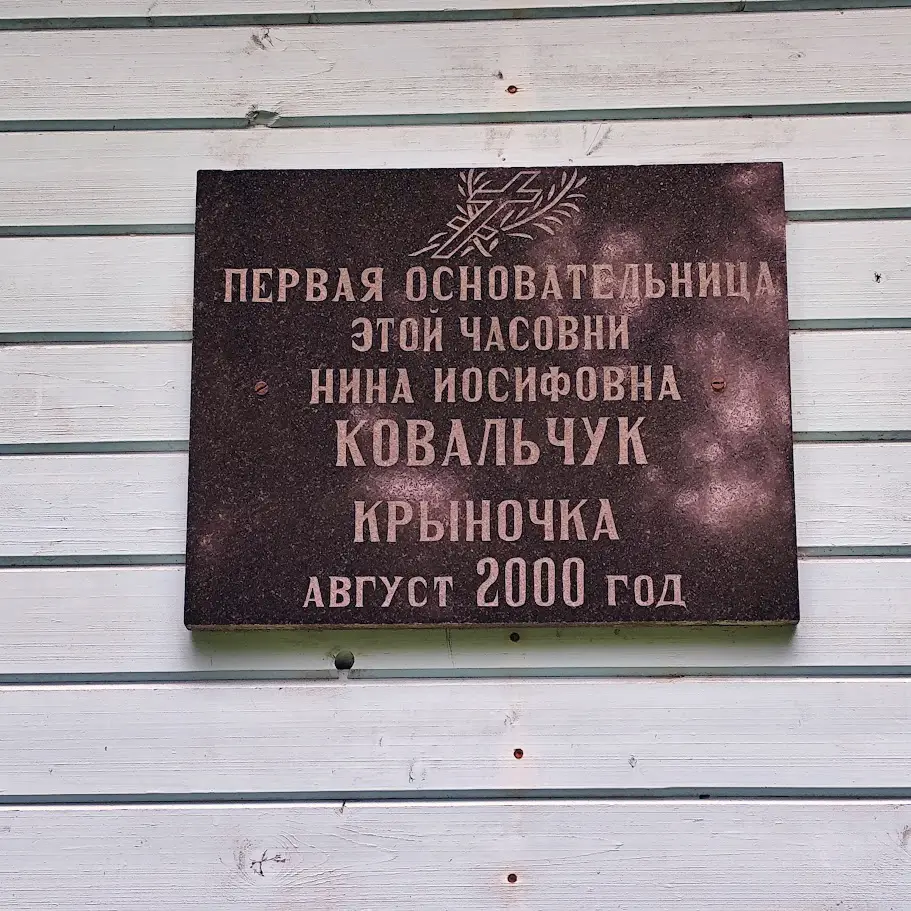 ПЕРВАЯ ОСНОВАТЕЛЬНИЦА
ЭТОЙ ЧАСОВНИ
НИНА ИОСИФОВНА
КОВАЛЬЧУК
КРЫНОЧКА
АВГУСТ 2000 ГОД